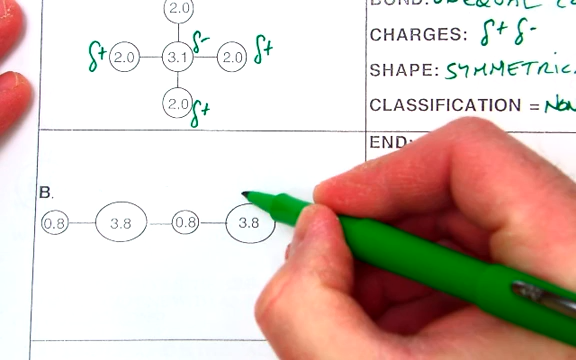 2.0
δ+ 2.0 3.1 δ- 2.0 δ+
2.0 δ+
BOND:
CHARGES: δ+ δ-
SHAPE: SYMMETRIC
CLASSIFICATION = NON
END:
B.
0.8 3.8 0.8 3.8